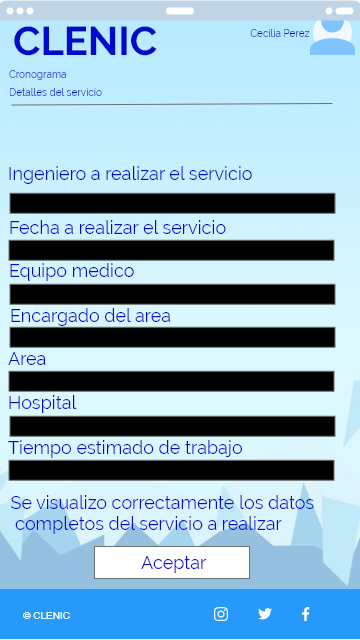 CLENIC
Cecilia Perez
Cronograma
Detalles del servicio
Ingeniero a realizar el servicio
Fecha a realizar el servicio
Equipo medico
Encargado del area
Area
Hospital
Tiempo estimado de trabajo
Se visualizo correctamente los datos
completos del servicio a realizar
Aceptar
© CLENIC